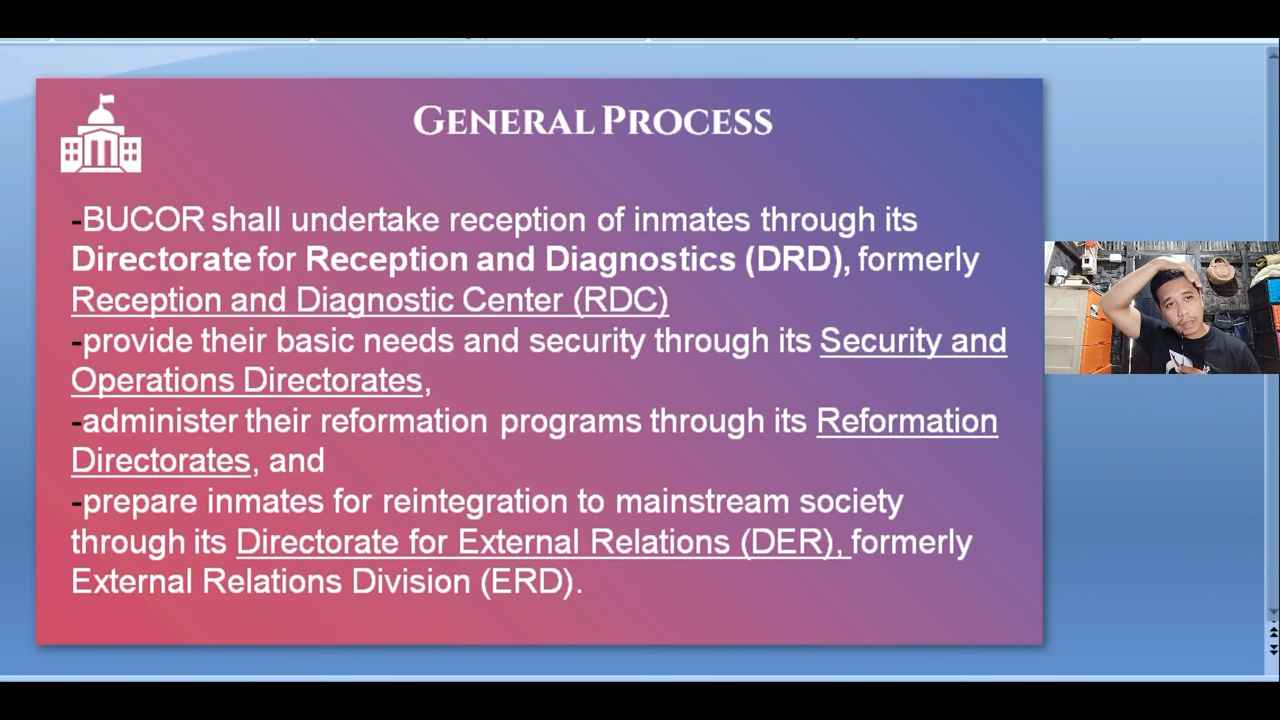 GENERAL PROCESS
-BUCOR shall undertake reception of inmates through its
Directorate for Reception and Diagnostics (DRD), formerly
Reception and Diagnostic Center (RDC)
-provide their basic needs and security through its Security and
Operations Directorates,
-administer their reformation programs through its Reformation
Directorates, and
-prepare inmates for reintegration to mainstream society
through its Directorate for External Relations (DER), formerly
External Relations Division (ERD).